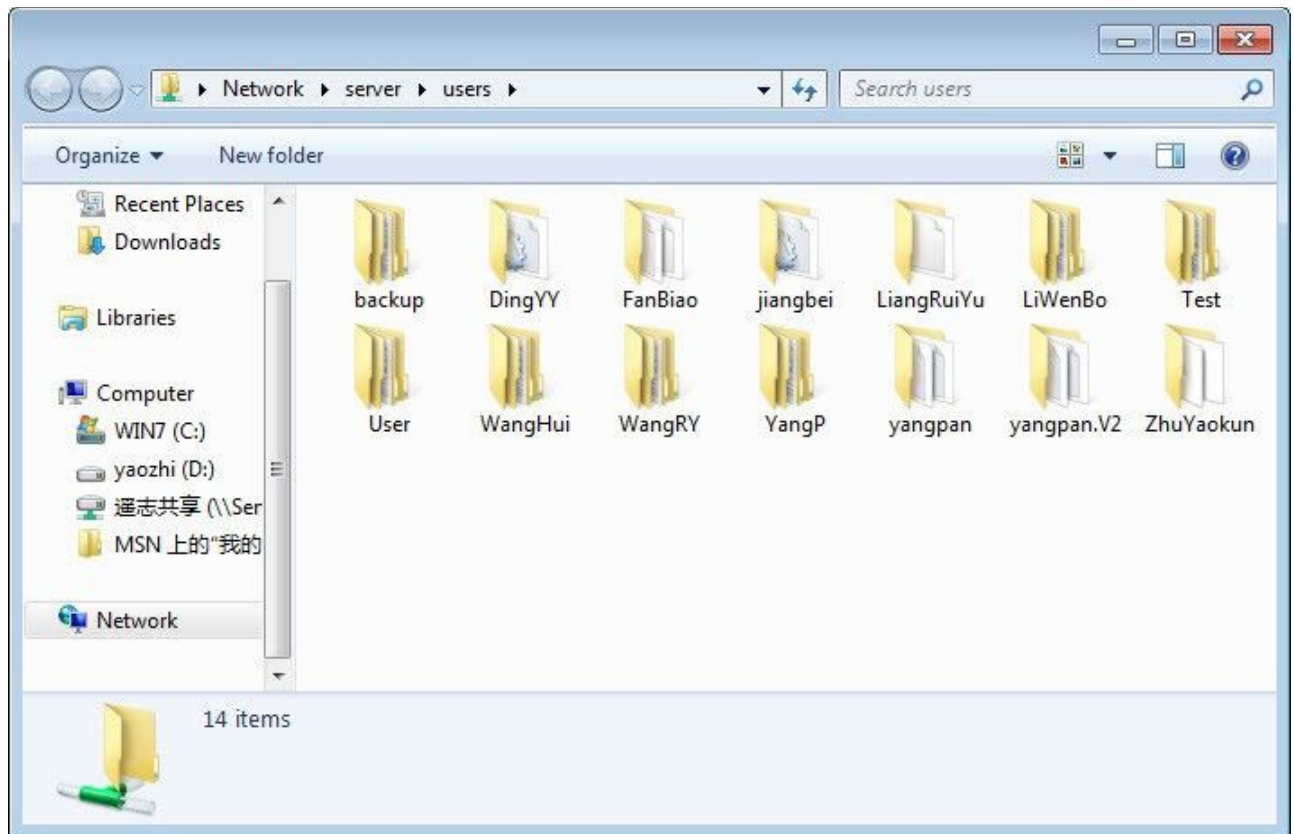 Network server users
Search users
Organize New folder
Recent Places
Downloads
Libraries
Computer
WIN7 (C:)
yaozhi (D:)
遥志共享 (\\Ser
MSN 上的"我的
Network
backup DingYY FanBiao jiangbei LiangRuiYu LiWenBo Test
User WangHui WangRY YangP yangpan yangpan.V2 ZhuYaokun
14 items